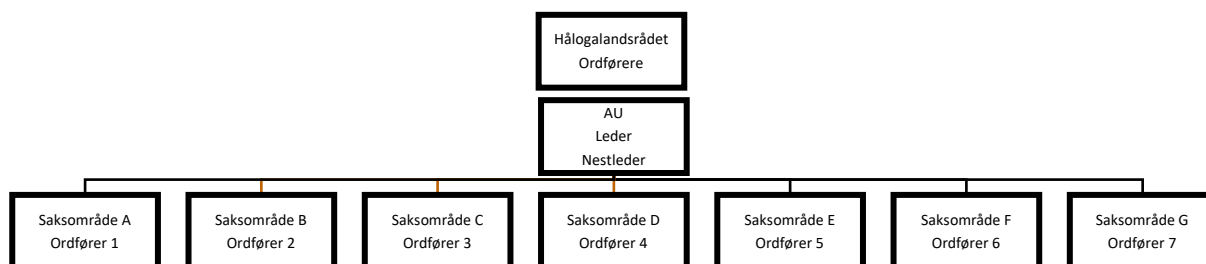 Hålogalandsrådet
Ordførere
AU
Leder
Nestleder
Saksområde A
Ordfører 1
Saksområde B
Ordfører 2
Saksområde C
Ordfører 3
Saksområde D
Ordfører 4
Saksområde E
Ordfører 5
Saksområde F
Ordfører 6
Saksområde G
Ordfører 7